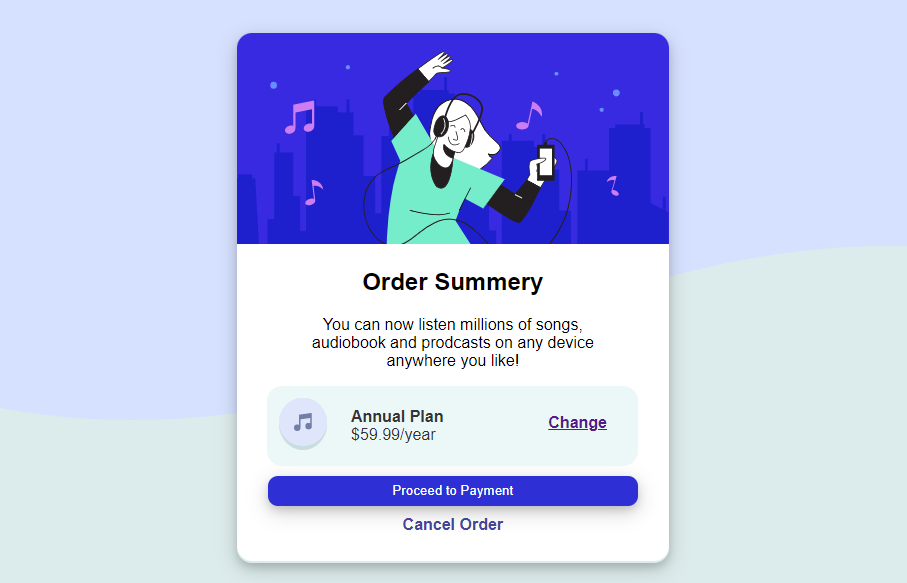 Order Summery
You can now listen millions of songs,
audiobook and prodcasts on any device
anywhere you like!
Annual Plan
$59.99/year
Change
Proceed to Payment
Cancel Order